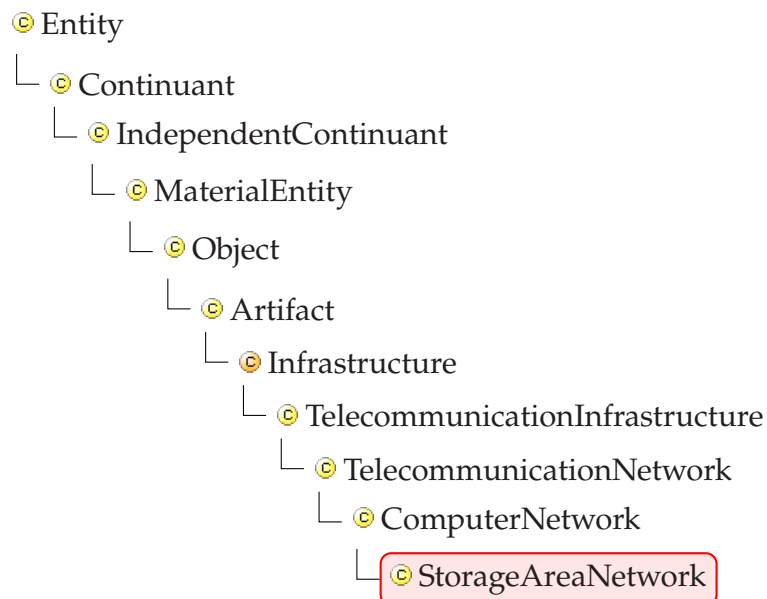 Entity
Continuant
IndependentContinuant
MaterialEntity
Object
Artifact
Infrastructure
TelecommunicationInfrastructure
TelecommunicationNetwork
ComputerNetwork
StorageAreaNetwork